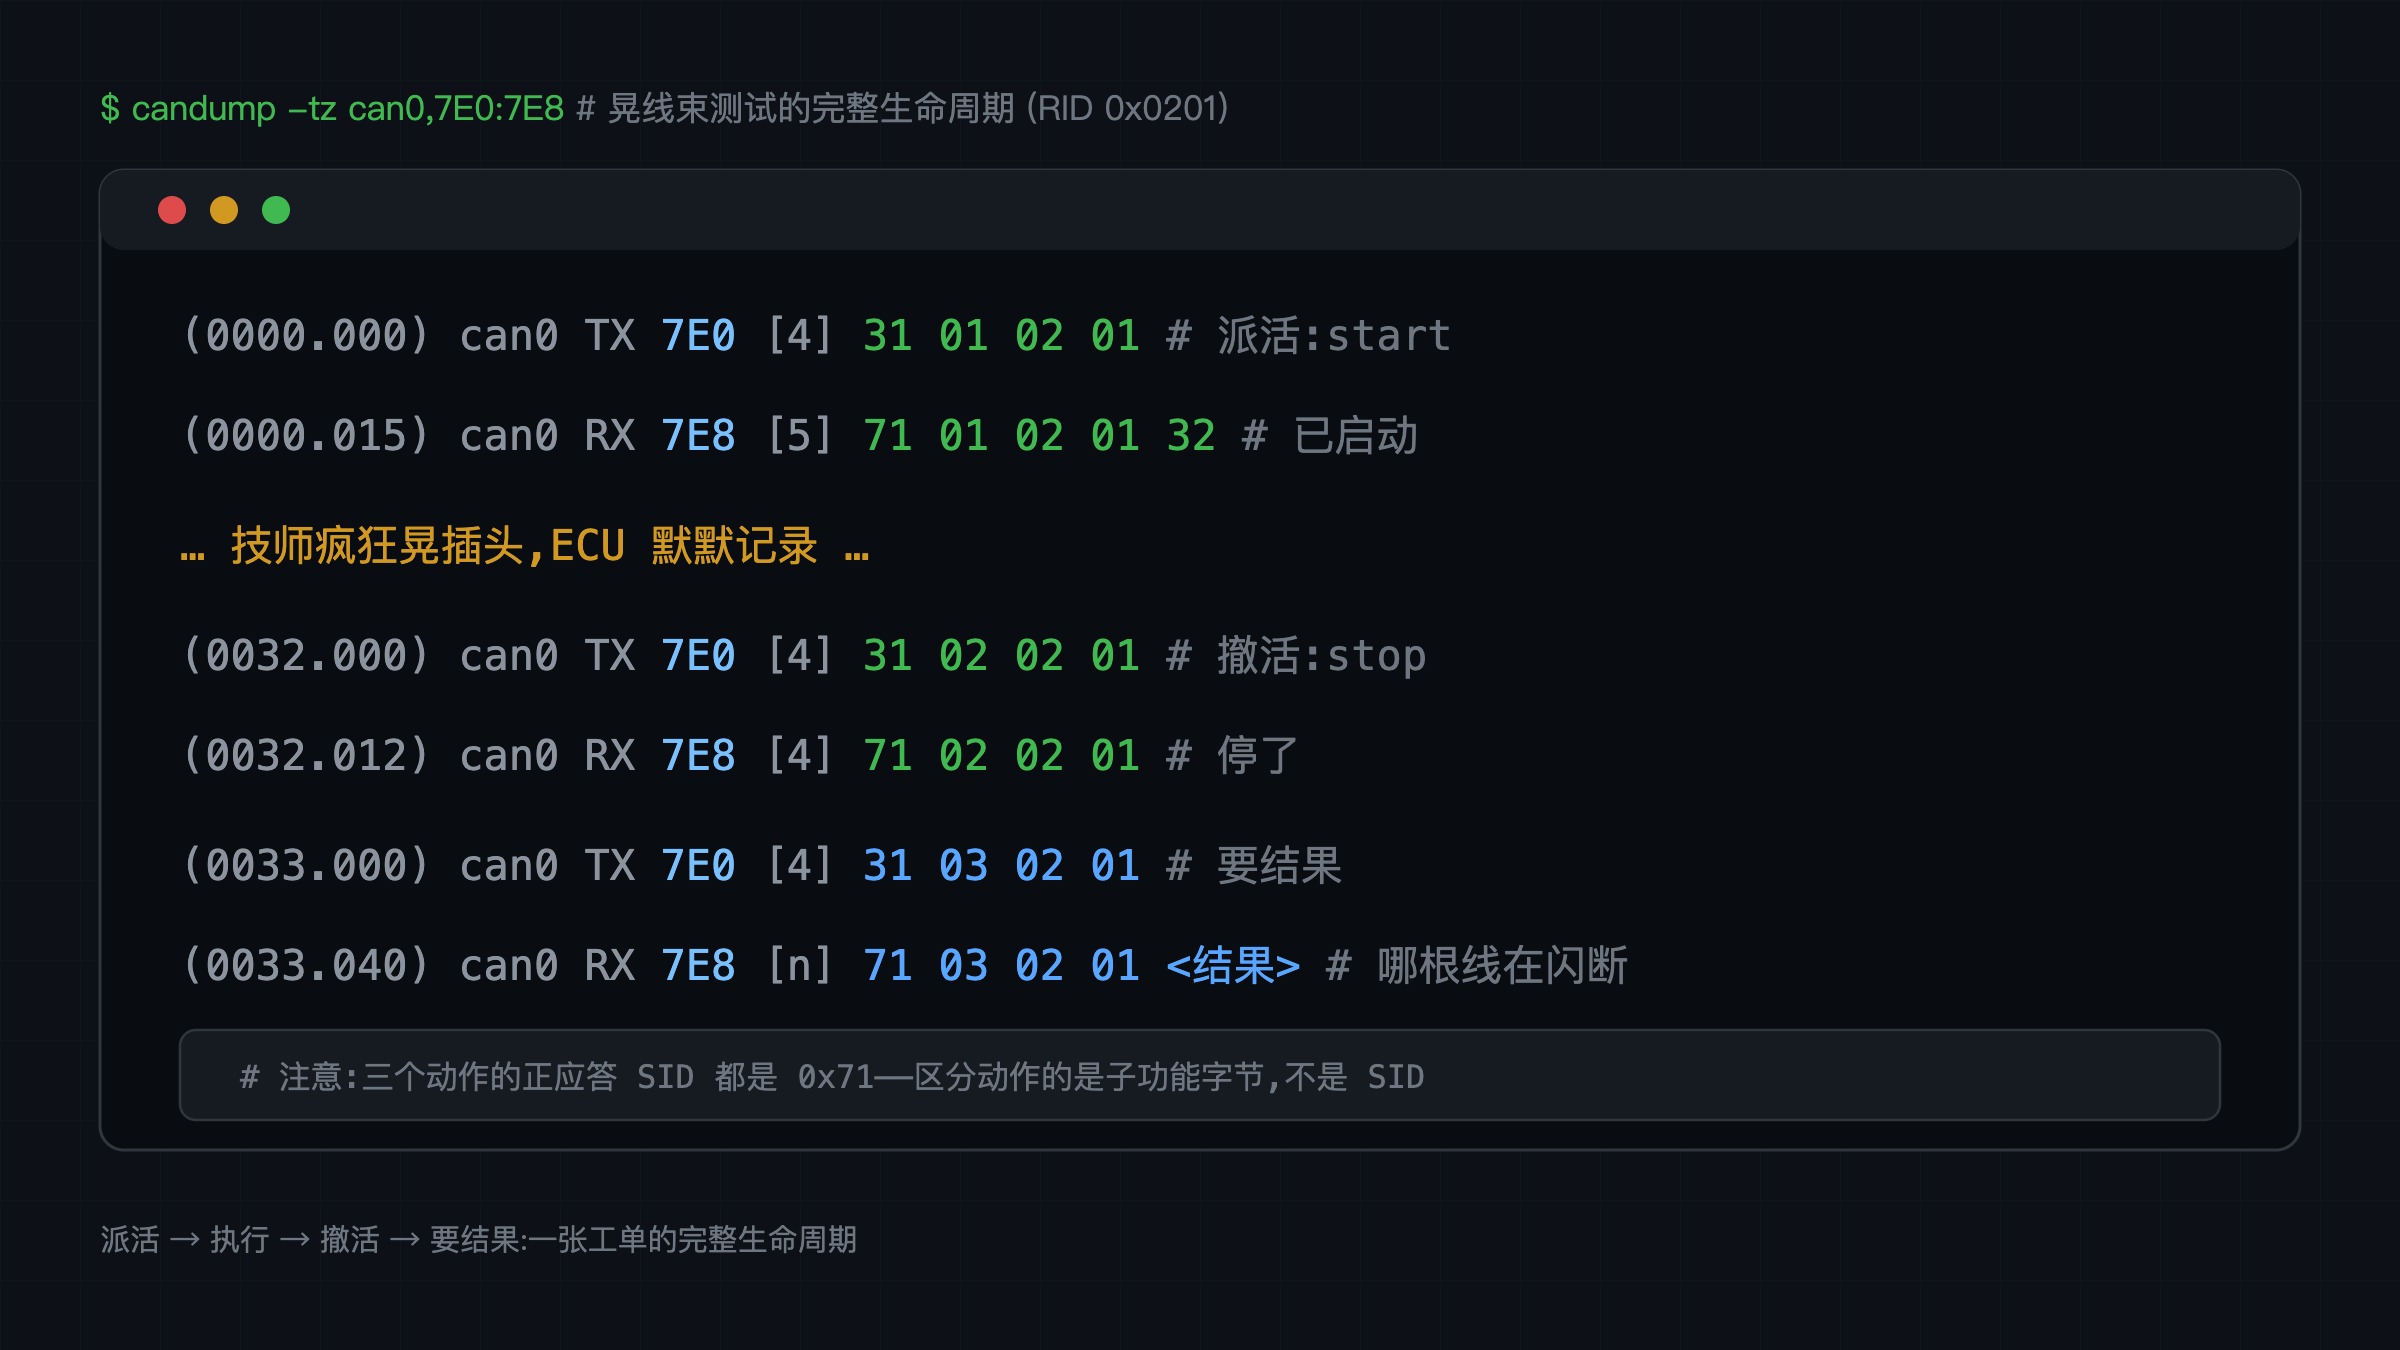 $ candump -tz can0,7E0:7E8 # 晃线束测试的完整生命周期 (RID 0x0201)
(0000.000) can0 TX 7E0 [4] 31 01 02 01 # 派活:start
(0000.015) can0 RX 7E8 [5] 71 01 02 01 32 # 已启动
… 技师疯狂晃插头,ECU 默默记录 …
(0032.000) can0 TX 7E0 [4] 31 02 02 01 # 撤活:stop
(0032.012) can0 RX 7E8 [4] 71 02 02 01 # 停了
(0033.000) can0 TX 7E0 [4] 31 03 02 01 # 要结果
(0033.040) can0 RX 7E8 [n] 71 03 02 01 <结果> # 哪根线在闪断
# 注意:三个动作的正应答 SID 都是 0x71——区分动作的是子功能字节,不是 SID
派活 → 执行 → 撤活 → 要结果:一张工单的完整生命周期